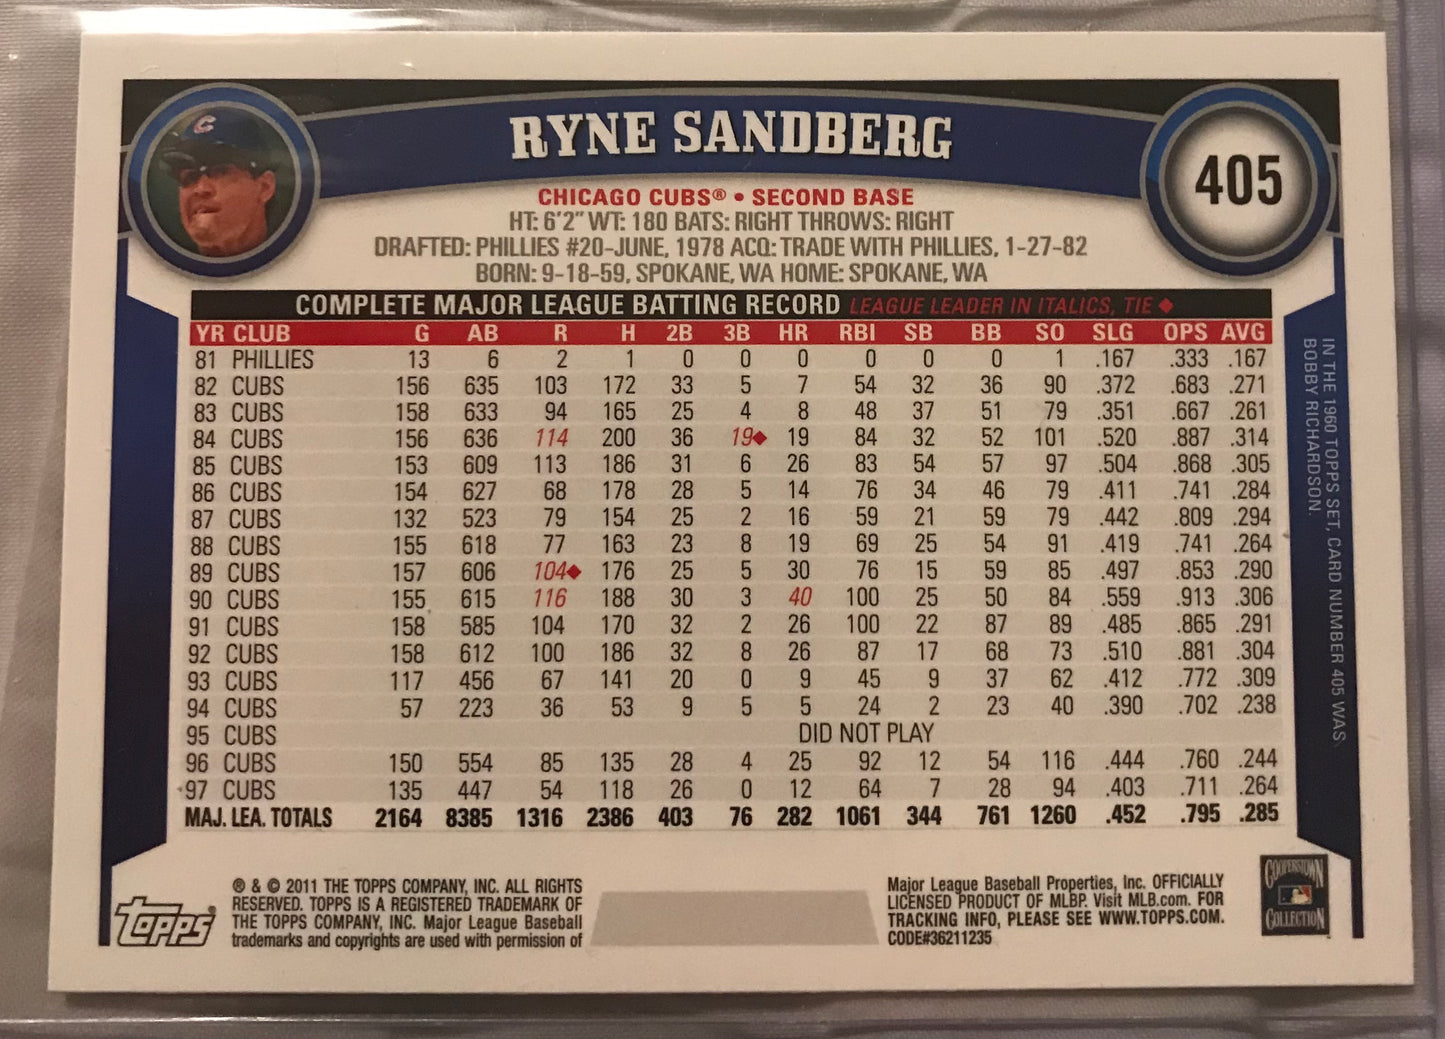 C
RYNE SANDBERG
405
CHICAGO CUBS® • SECOND BASE
HT: 6'2" WT: 180 BATS: RIGHT THROWS: RIGHT
DRAFTED: PHILLIES #20-JUNE, 1978 ACQ: TRADE WITH PHILLIES, 1-27-82
BORN: 9-18-59, SPOKANE, WA HOME: SPOKANE, WA
COMPLETE MAJOR LEAGUE BATTING RECORD LEAGUE LEADER IN ITALICS, TIE ◆
YR CLUB G AB R H 2B 3B HR RBI SB BB SO SLG OPS AVG
81 PHILLIES 13 6 2 1 0 0 0 0 0 0 1 .167 .333 .167
82 CUBS 156 635 103 172 33 5 7 54 32 36 90 .372 .683 .271
83 CUBS 158 633 94 165 25 4 8 48 37 51 79 .351 .667 .261
84 CUBS 156 636 114 200 36 19◆ 19 84 32 52 101 .520 .887 .314
85 CUBS 153 609 113 186 31 6 26 83 54 57 97 .504 .868 .305
86 CUBS 154 627 68 178 28 5 14 76 34 46 79 .411 .741 .284
87 CUBS 132 523 79 154 25 2 16 59 21 59 79 .442 .809 .294
88 CUBS 155 618 77 163 23 8 19 69 25 54 91 .419 .741 .264
89 CUBS 157 606 104◆ 176 25 5 30 76 15 59 85 .497 .853 .290
90 CUBS 155 615 116 188 30 3 40 100 25 50 84 .559 .913 .306
91 CUBS 158 585 104 170 32 2 26 100 22 87 89 .485 .865 .291
92 CUBS 158 612 100 186 32 8 26 87 17 68 73 .510 .881 .304
93 CUBS 117 456 67 141 20 0 9 45 9 37 62 .412 .772 .309
94 CUBS 57 223 36 53 9 5 5 24 2 23 40 .390 .702 .238
95 CUBS DID NOT PLAY
96 CUBS 150 554 85 135 28 4 25 92 12 54 116 .444 .760 .244
97 CUBS 135 447 54 118 26 0 12 64 7 28 94 .403 .711 .264
MAJ. LEA. TOTALS 2164 8385 1316 2386 403 76 282 1061 344 761 1260 .452 .795 .285
IN THE 1960 TOPPS SET, CARD NUMBER 405 WAS
BOBBY RICHARDSON.
Topps®
® & © 2011 THE TOPPS COMPANY, INC. ALL RIGHTS
RESERVED. TOPPS IS A REGISTERED TRADEMARK OF
THE TOPPS COMPANY, INC. Major League Baseball
trademarks and copyrights are used with permission of
Major League Baseball Properties, Inc. OFFICIALLY
LICENSED PRODUCT OF MLBP. Visit MLB.com. FOR
TRACKING INFO, PLEASE SEE WWW.TOPPS.COM.
CODE#36211235
COOPERSTOWN
COLLECTION